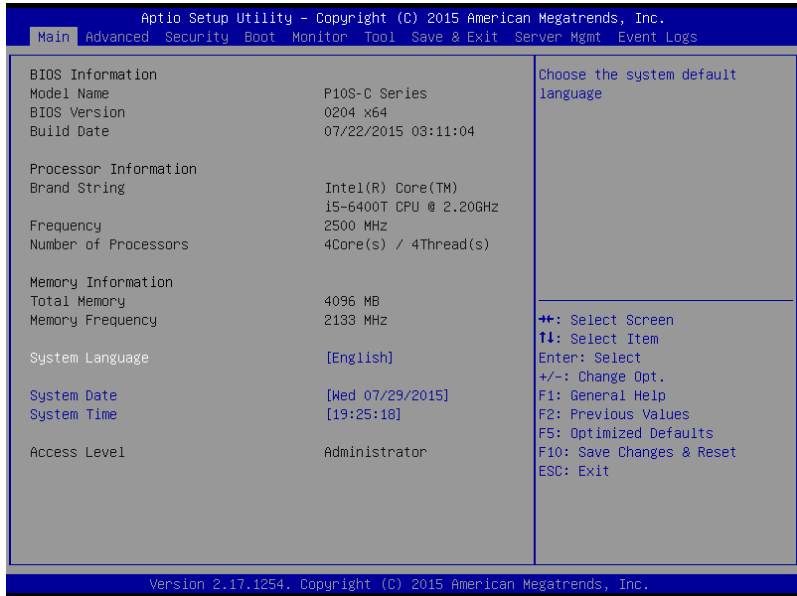 Aptio Setup Utility – Copyright (C) 2015 American Megatrends, Inc.
Main Advanced Security Boot Monitor Tool Save & Exit Server Mgmt Event Logs
BIOS Information
Model Name P10S-C Series
BIOS Version 0204 x64
Build Date 07/22/2015 03:11:04
Processor Information
Brand String Intel(R) Core(TM)
i5-6400T CPU @ 2.20GHz
Frequency 2500 MHz
Number of Processors 4Core(s) / 4Thread(s)
Memory Information
Total Memory 4096 MB
Memory Frequency 2133 MHz
System Language [English]
System Date [Wed 07/29/2015]
System Time [19:25:18]
Access Level Administrator
Choose the system default
language
→←: Select Screen
↑↓: Select Item
Enter: Select
+/-: Change Opt.
F1: General Help
F2: Previous Values
F5: Optimized Defaults
F10: Save Changes & Reset
ESC: Exit
Version 2.17.1254. Copyright (C) 2015 American Megatrends, Inc.